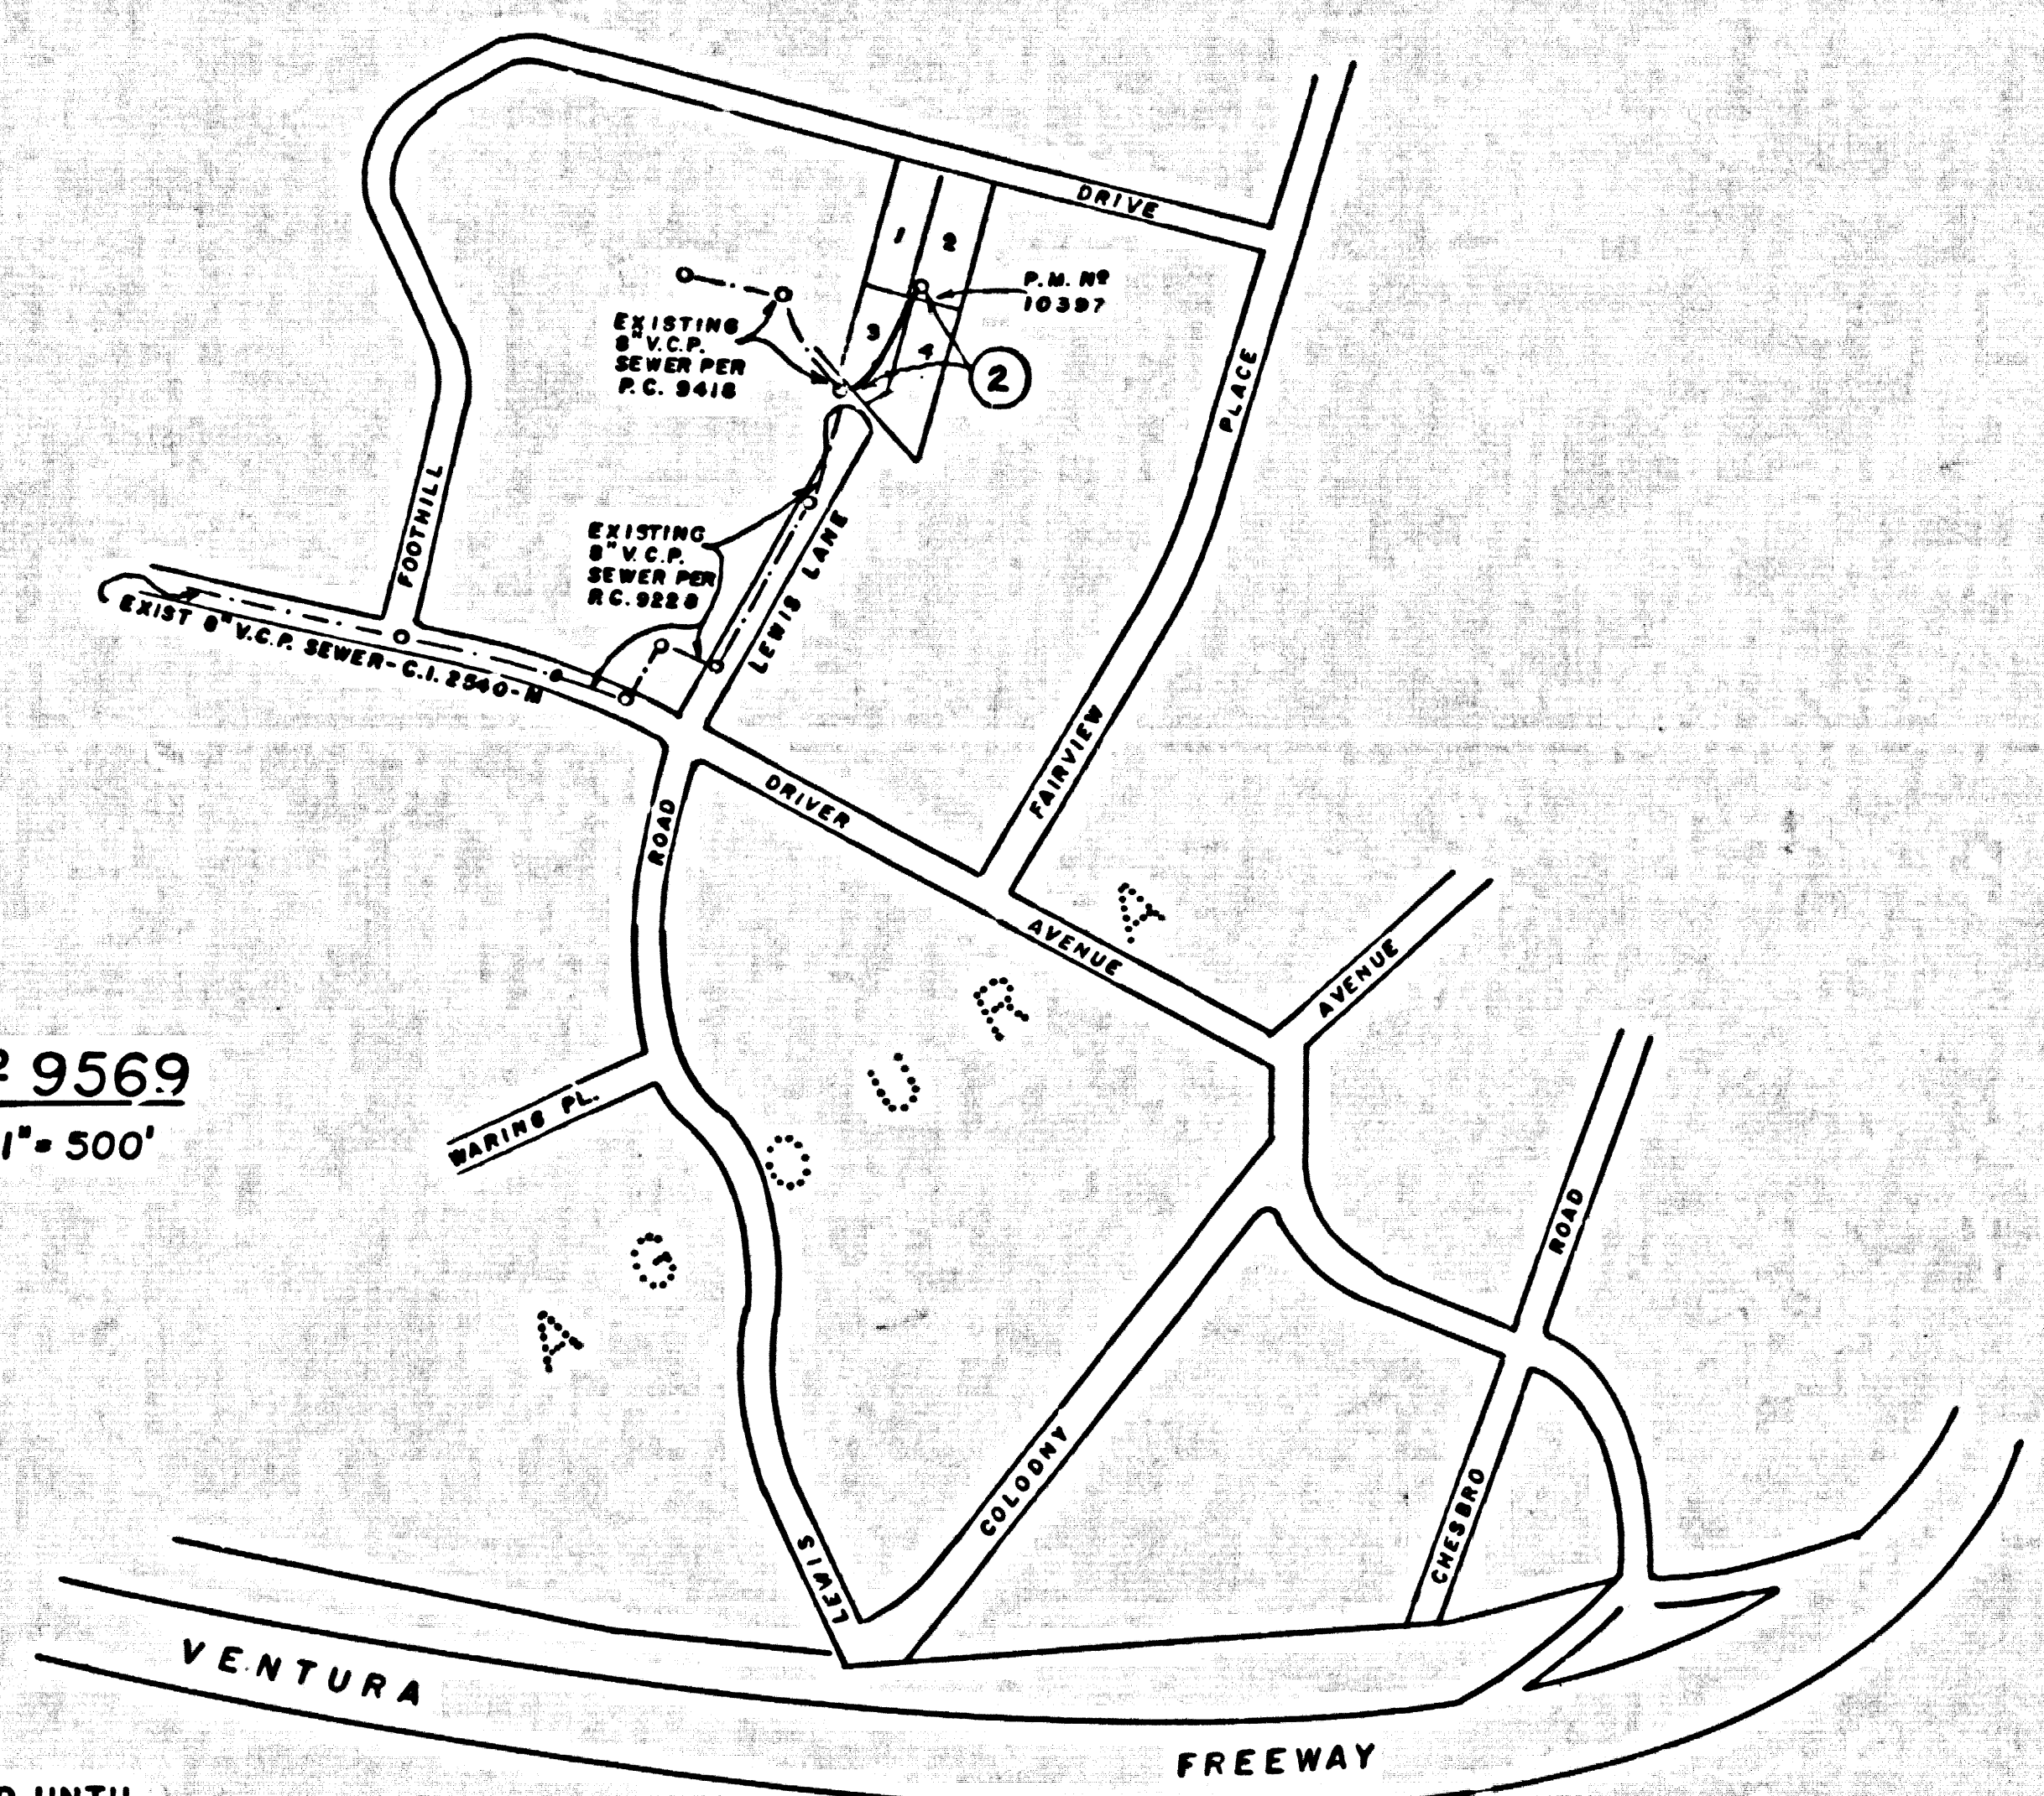 DRIVE
1
2
P.M. Nº
10397
EXISTING
8" V.C.P.
SEWER PER
P.C. 9418
3
4
2
PLACE
FOOTHILL
EXISTING
8" V.C.P.
SEWER PER
P.C. 9228
LEWIS LANE
EXIST 8" V.C.P. SEWER - C.I. 2540-M
FAIRVIEW
DRIVER
ROAD
AVENUE
AVENUE
AGOURA
º 9569
1" = 500'
WARING PL.
ROAD
COLODNY
CHESBRO
LEWIS
VENTURA
FREEWAY
UNTIL